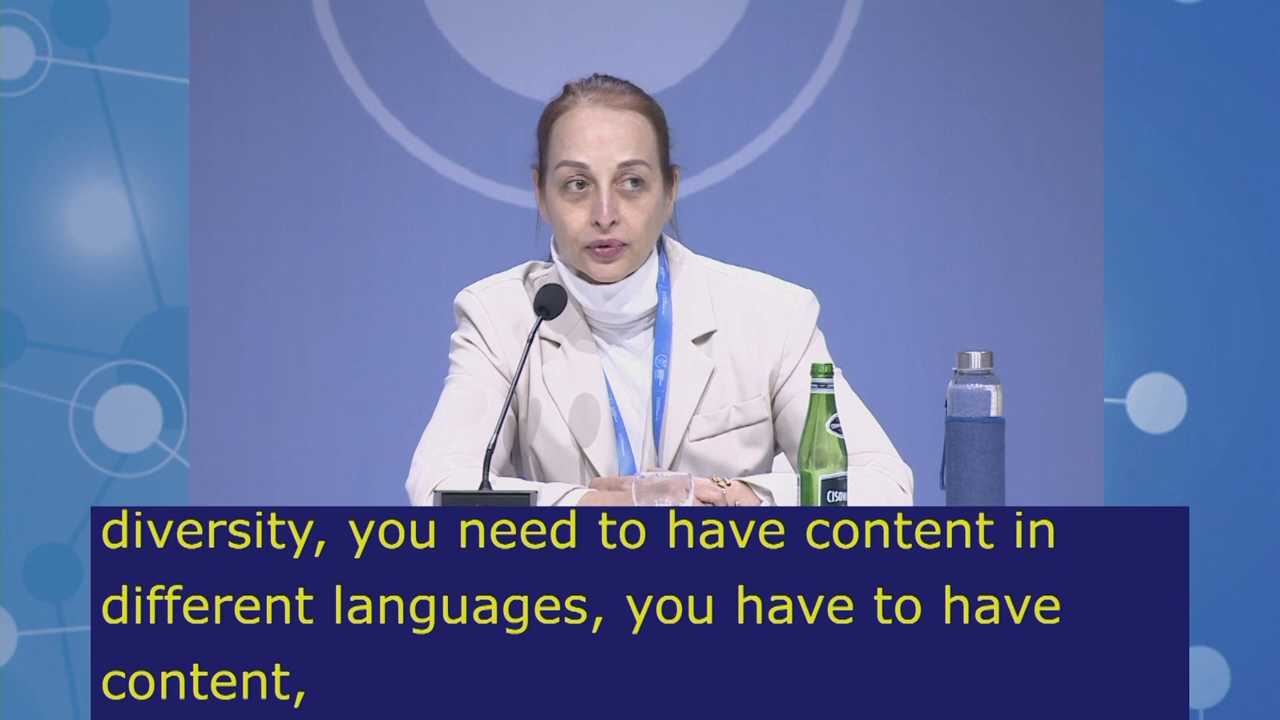 diversity, you need to have content in
different languages, you have to have
content,